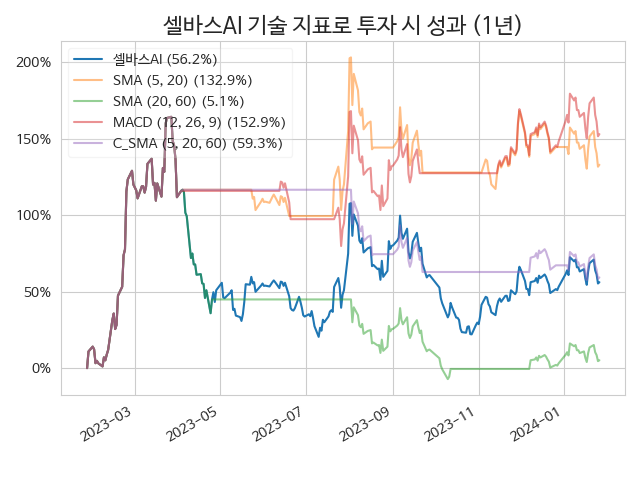 셀바스AI 기술 지표로 투자 시 성과 (1년)
셀바스AI (56.2%)
SMA (5, 20) (132.9%)
SMA (20, 60) (5.1%)
MACD (12, 26, 9) (152.9%)
C_SMA (5, 20, 60) (59.3%)
200%
150%
100%
50%
0%
2023-03
2023-05
2023-07
2023-09
2023-11
2024-01